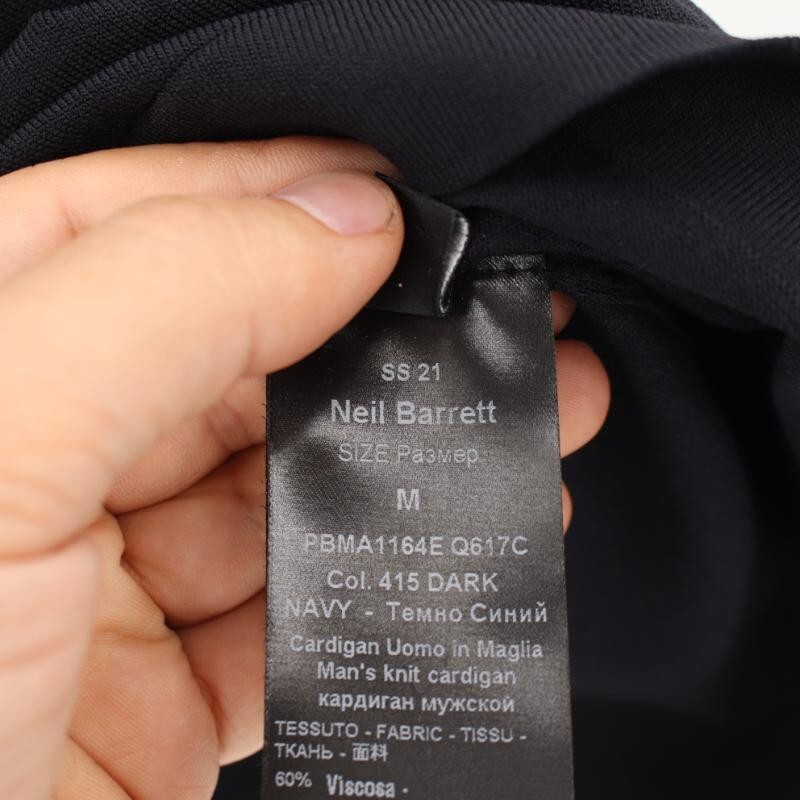 SS 21
Neil Barrett
SIZE Размер
M
PBMA1164E Q617C
Col. 415 DARK
NAVY - Темно Синий
Cardigan Uomo in Maglia
Man's knit cardigan
кардиган мужской
TESSUTO - FABRIC - TISSU -
ТКАНЬ - 面料
60% Viscosa -